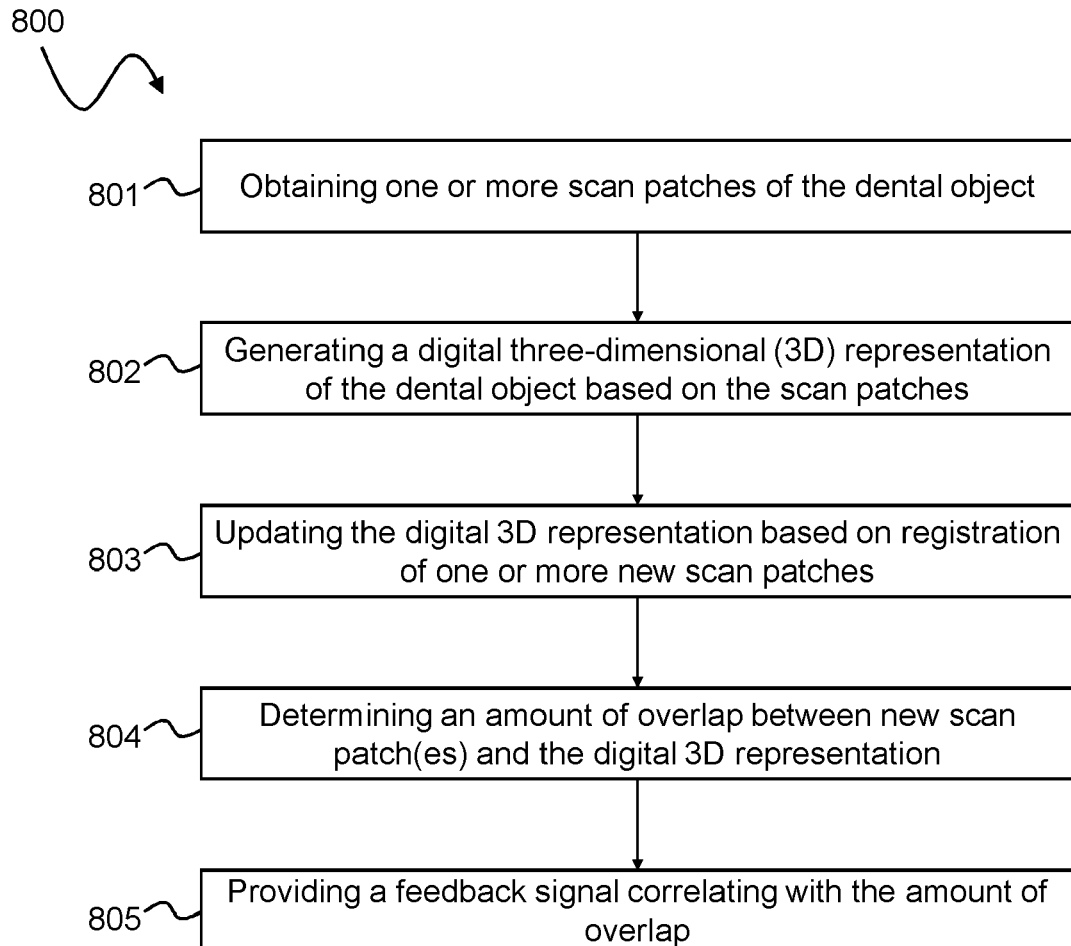 800
801
Obtaining one or more scan patches of the dental object
802
Generating a digital three-dimensional (3D) representation
of the dental object based on the scan patches
803
Updating the digital 3D representation based on registration
of one or more new scan patches
804
Determining an amount of overlap between new scan
patch(es) and the digital 3D representation
805
Providing a feedback signal correlating with the amount of
overlap